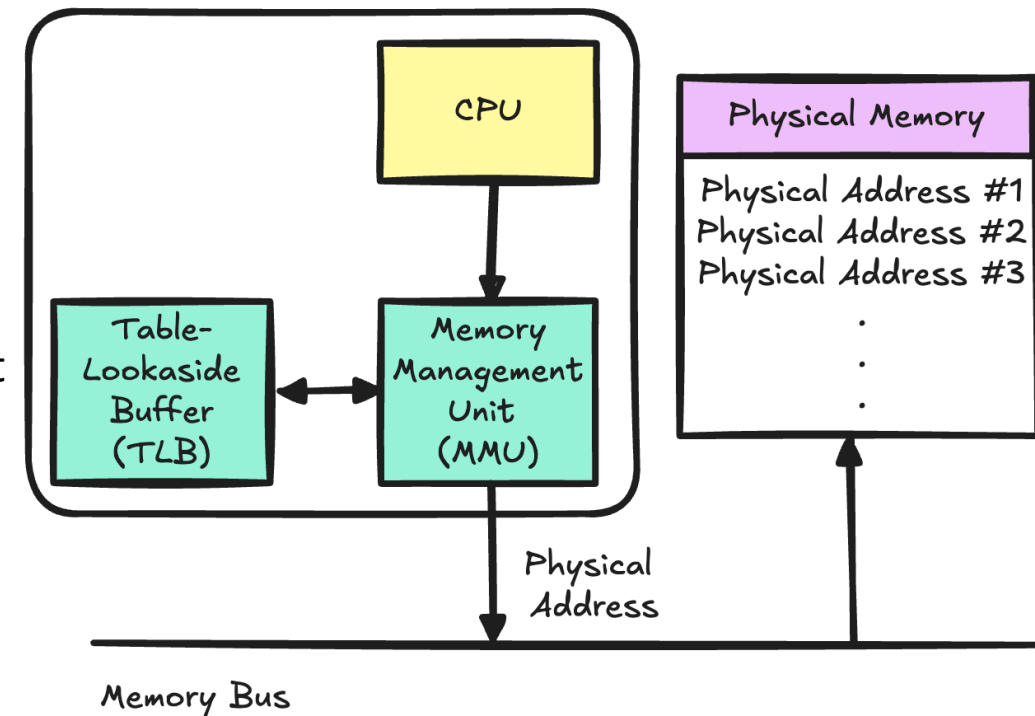 CPU
Physical Memory
Physical Address #1
Physical Address #2
Physical Address #3
.
.
.
Table-
Lookaside
Buffer
(TLB)
Memory
Management
Unit
(MMU)
Physical
Address
Memory Bus